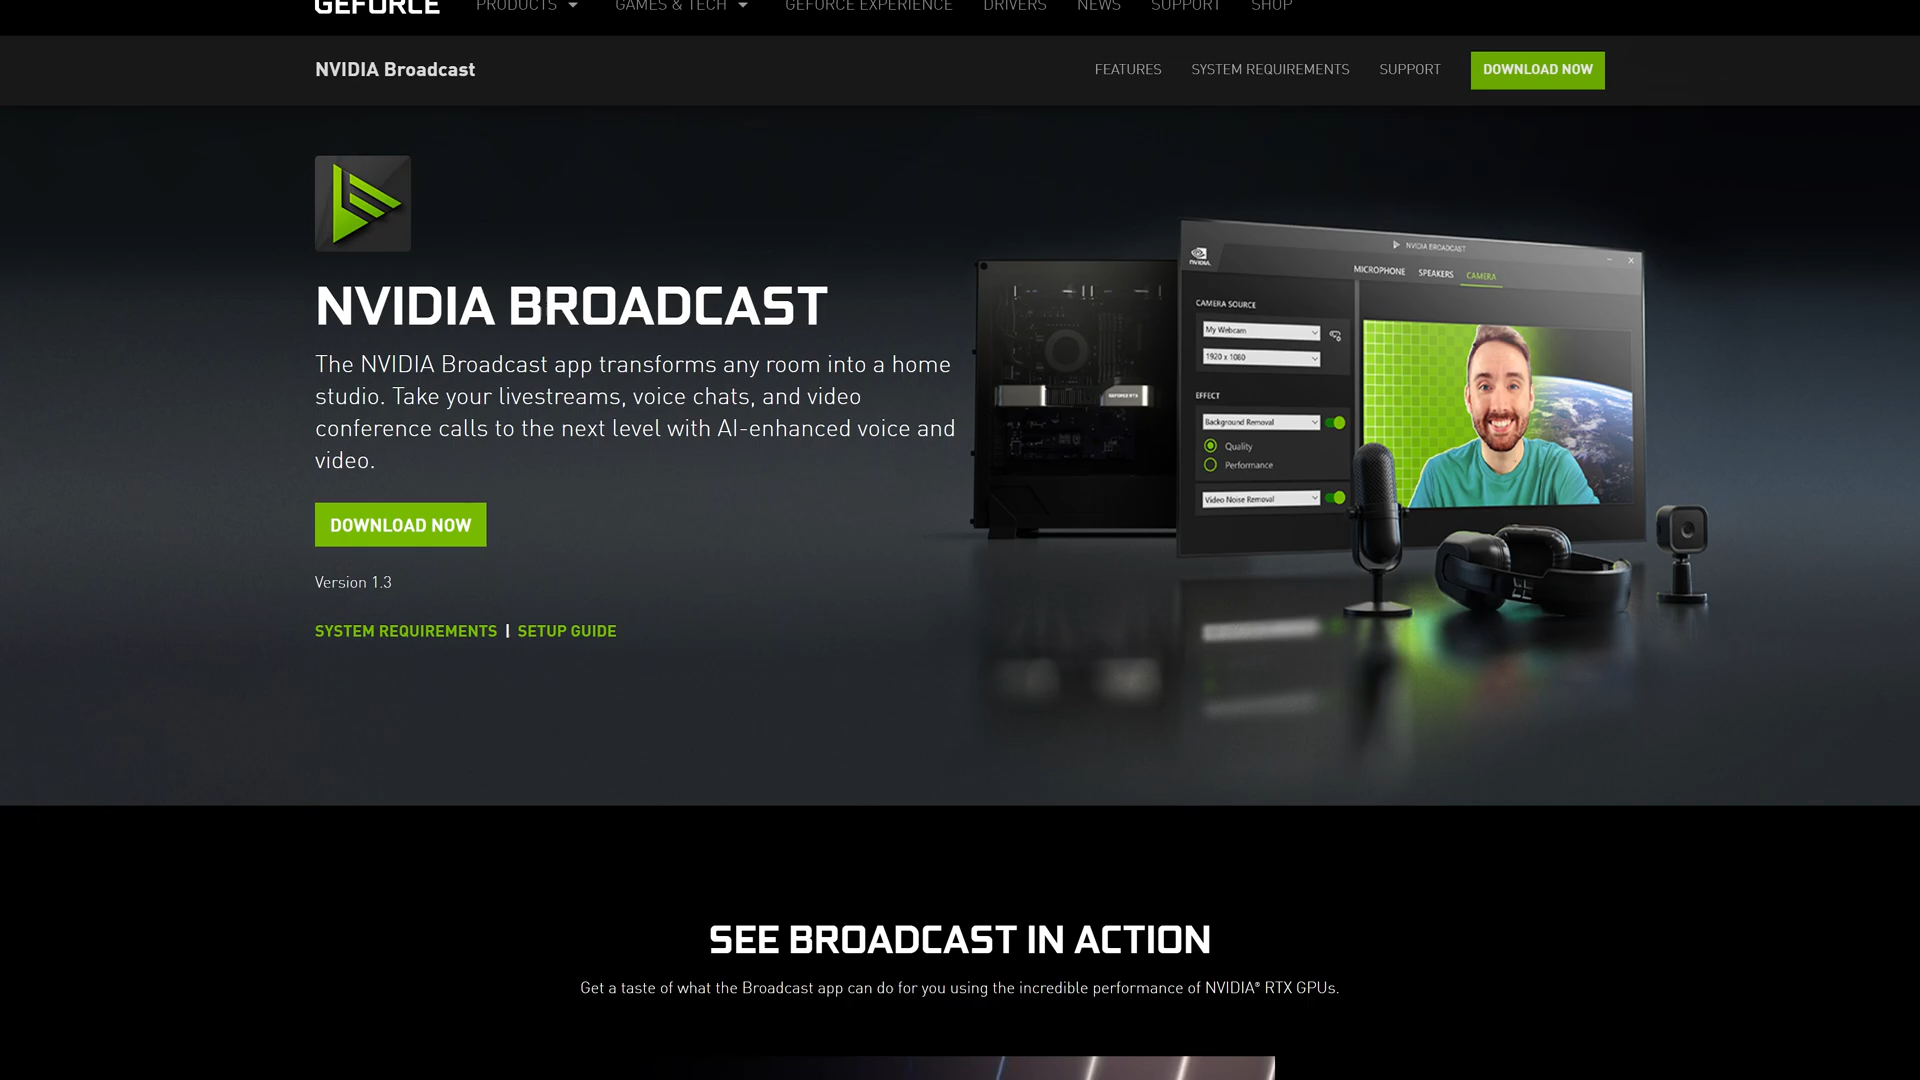 GEFORCE
PRODUCTS
GAMES & TECH
GEFORCE EXPERIENCE
DRIVERS
NEWS
SUPPORT
SHOP
NVIDIA Broadcast
FEATURES
SYSTEM REQUIREMENTS
SUPPORT
DOWNLOAD NOW
NVIDIA BROADCAST
The NVIDIA Broadcast app transforms any room into a home
studio. Take your livestreams, voice chats, and video
conference calls to the next level with AI-enhanced voice and
video.
DOWNLOAD NOW
Version 1.3
SYSTEM REQUIREMENTS | SETUP GUIDE
GEFORCE RTX
NVIDIA
NVIDIA BROADCAST
MICROPHONE
SPEAKERS
CAMERA
CAMERA SOURCE
My Webcam
1920 x 1080
EFFECT
Background Removal
Quality
Performance
Video Noise Removal
SEE BROADCAST IN ACTION
Get a taste of what the Broadcast app can do for you using the incredible performance of NVIDIA® RTX GPUs.